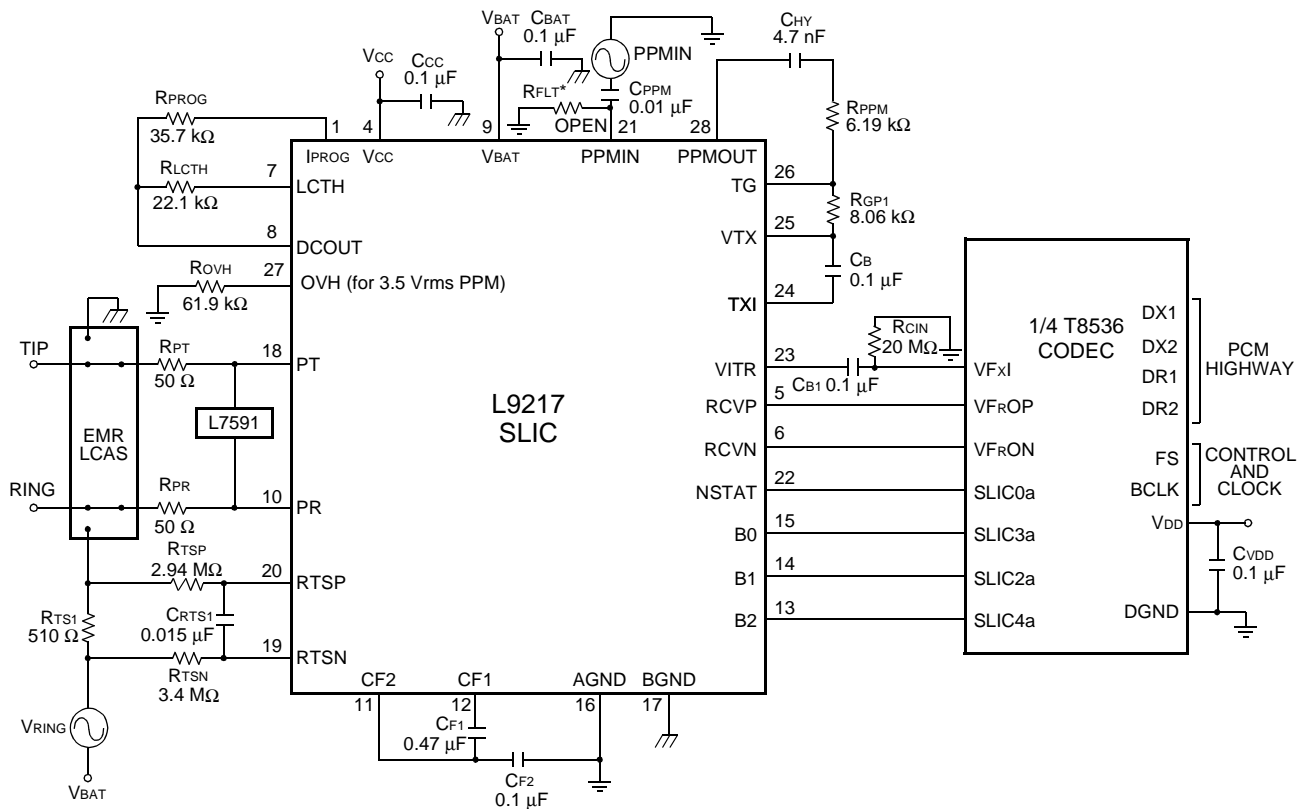 VBAT
CBAT
0.1 µF
CHY
4.7 nF
VCC
CCC
0.1 µF
PPMIN
RFLT*
OPEN
CPPM
0.01 µF
RPPM
6.19 kΩ
RPROG
35.7 kΩ
1
4
9
21
28
IPROG
VCC
VBAT
PPMIN
PPMOUT
RLCTH
22.1 kΩ
7
LCTH
TG
26
RGP1
8.06 kΩ
8
DCOUT
VTX
25
CB
0.1 µF
ROVH
61.9 kΩ
27
OVH (for 3.5 Vrms PPM)
TXI
24
RCIN
20 MΩ
1/4 T8536
CODEC
DX1
DX2
DR1
DR2
PCM
HIGHWAY
TIP
RPT
50 Ω
18
PT
VITR
23
CB1 0.1 µF
VFXI
L7591
L9217
SLIC
RCVP
5
VFROP
EMR
LCAS
RCVN
6
VFRON
FS
BCLK
CONTROL
AND
CLOCK
RING
RPR
50 Ω
10
PR
NSTAT
22
SLIC0a
VDD
B0
15
SLIC3a
CVDD
0.1 µF
RTSP
2.94 MΩ
20
RTSP
B1
14
SLIC2a
RTS1
510 Ω
CRTS1
0.015 µF
B2
13
SLIC4a
DGND
RTSN
3.4 MΩ
19
RTSN
CF2
CF1
AGND
BGND
11
12
16
17
VRING
CF1
0.47 µF
CF2
0.1 µF
VBAT